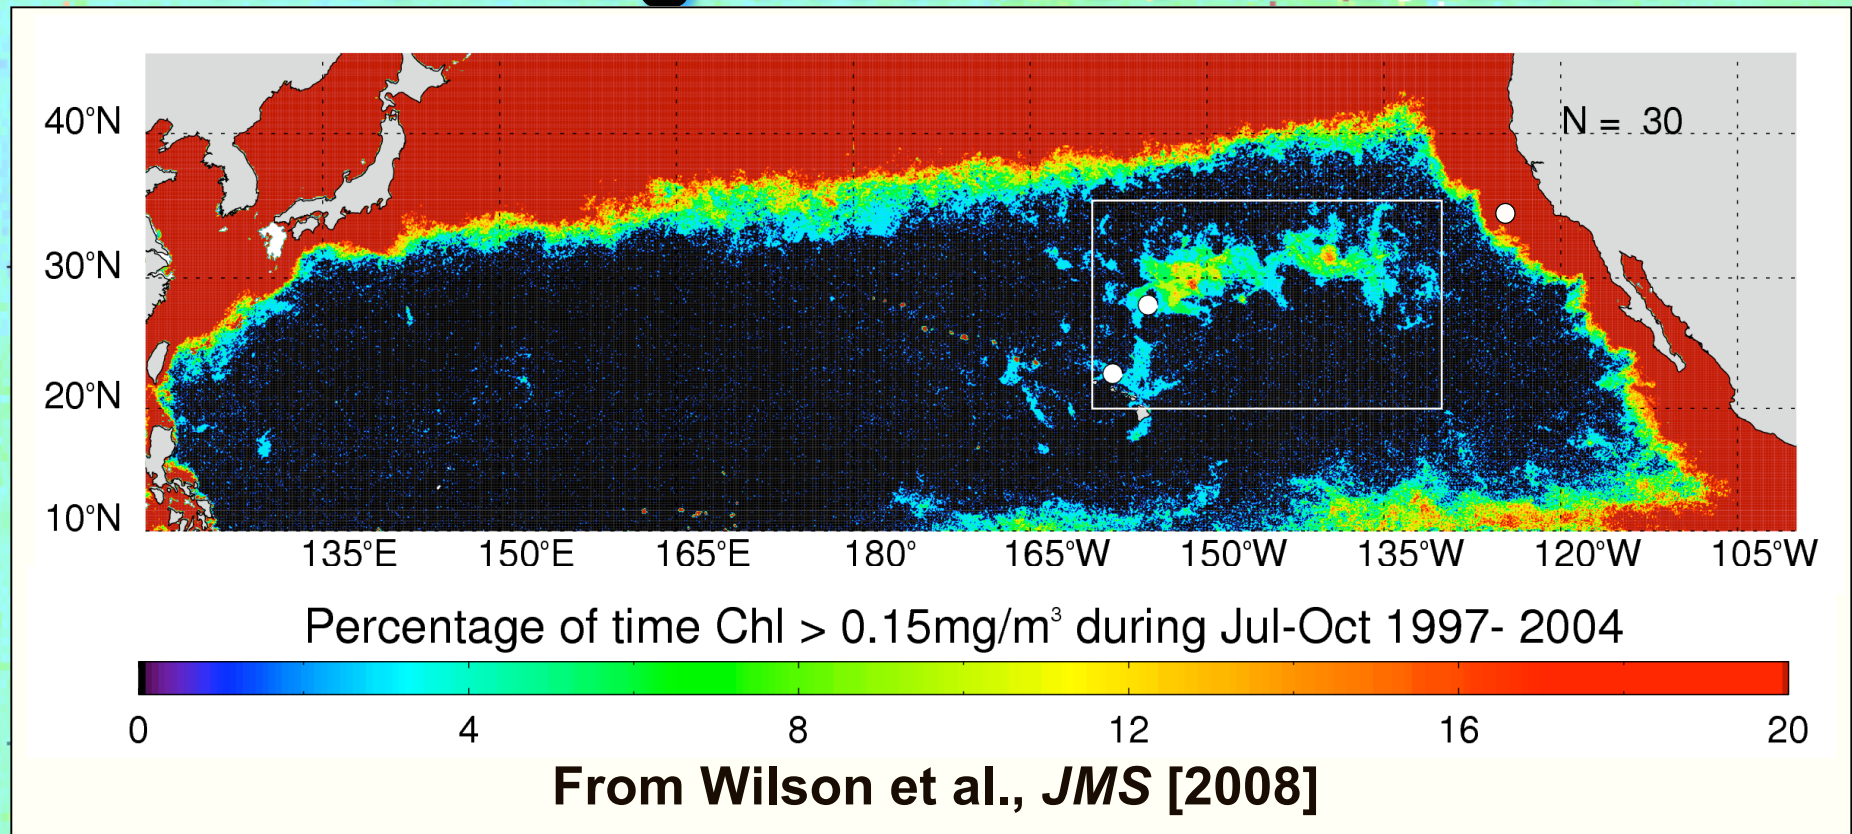 N = 30
40°N
30°N
20°N
10°N
135°E 150°E 165°E 180° 165°W 150°W 135°W 120°W 105°W
Percentage of time Chl > 0.15mg/m³ during Jul-Oct 1997- 2004
0 4 8 12 16 20
From Wilson et al., JMS [2008]